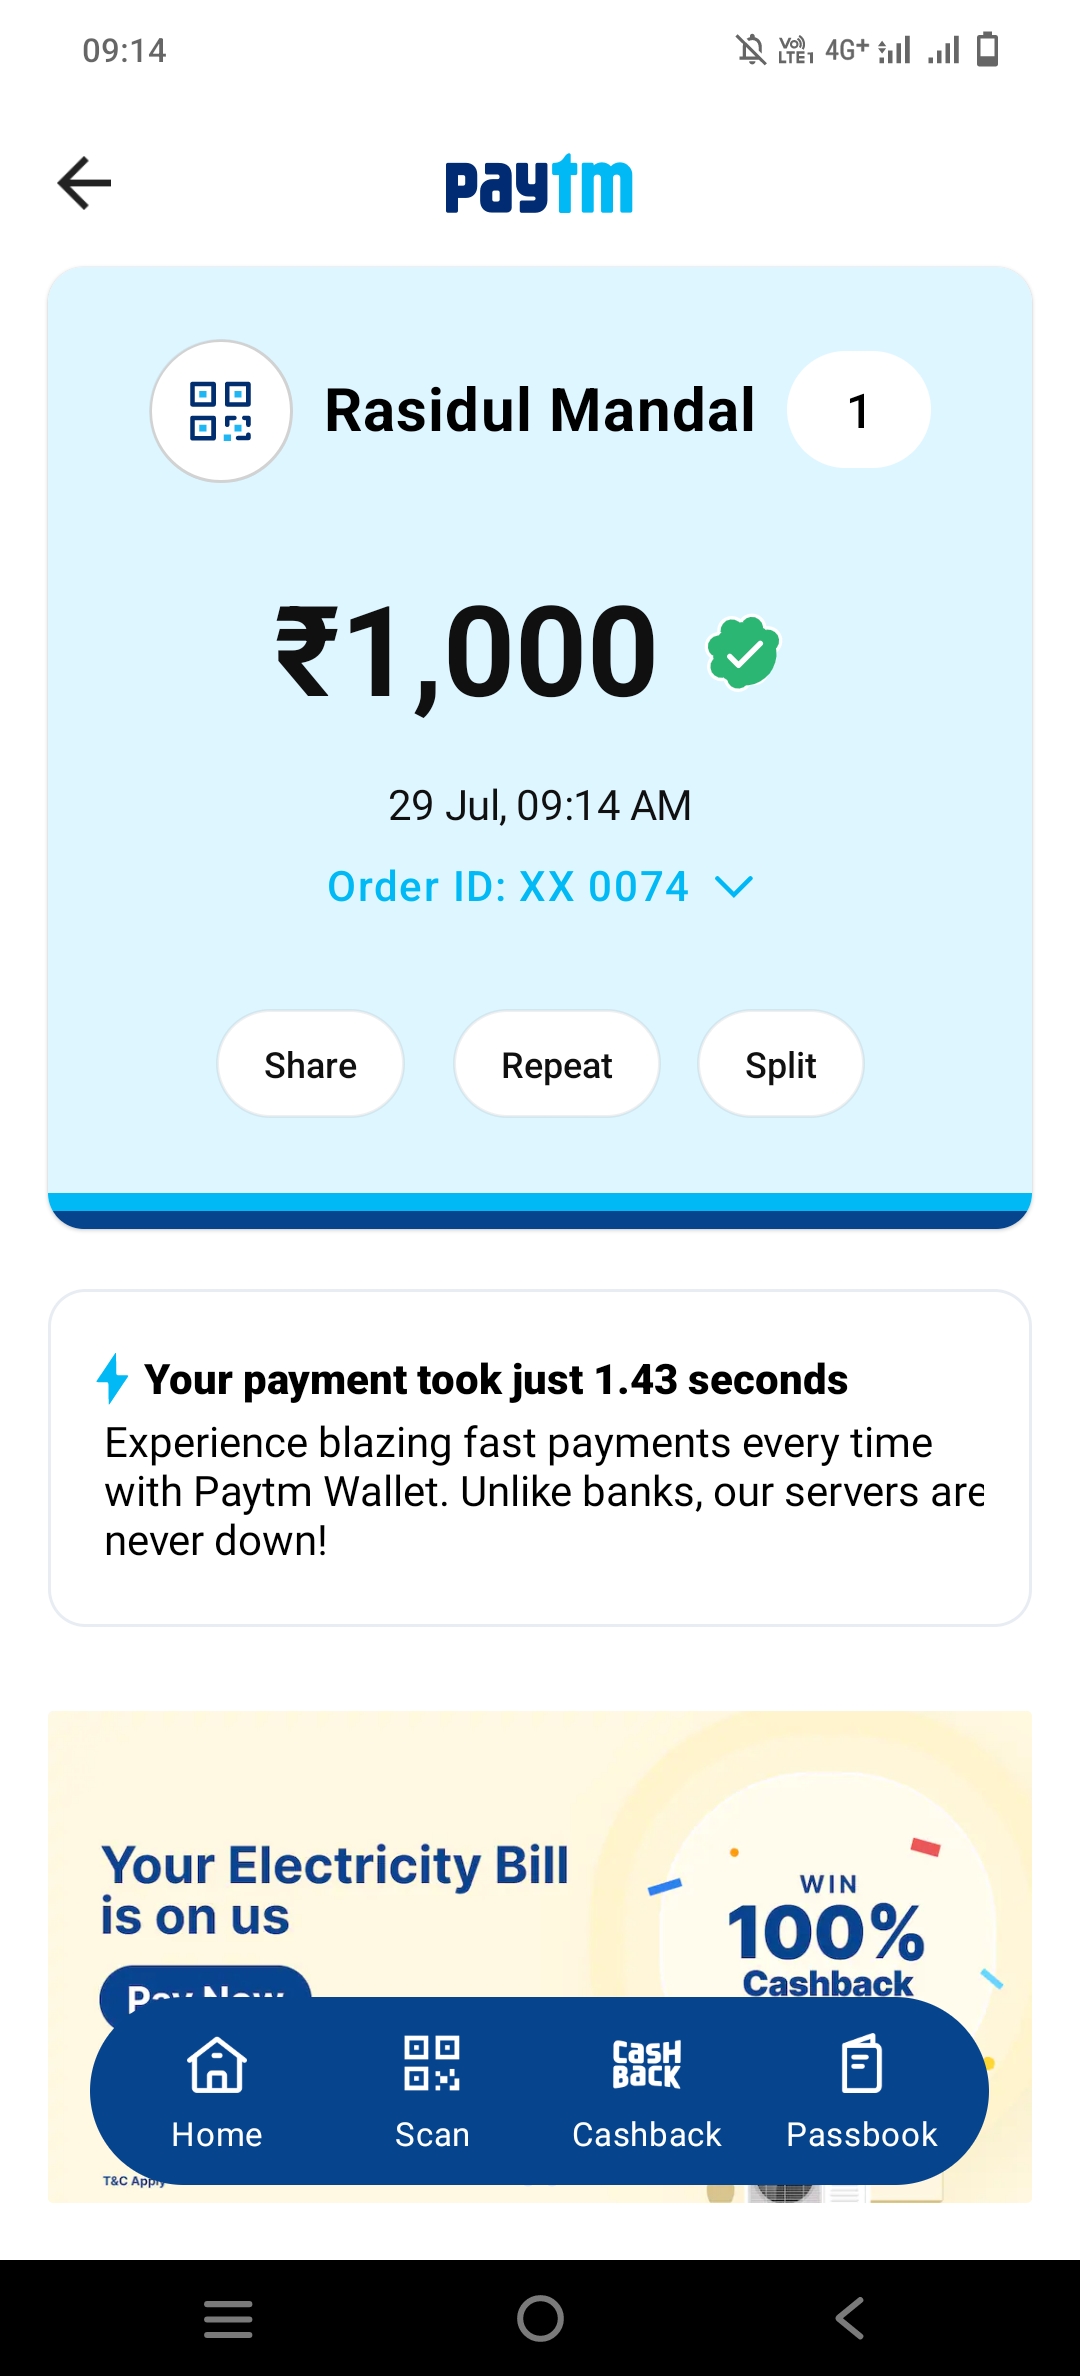 09:14
Vo)) LTE1 4G+
paytm
Rasidul Mandal
1
₹1,000
29 Jul, 09:14 AM
Order ID: XX 0074
Share
Repeat
Split
Your payment took just 1.43 seconds
Experience blazing fast payments every time
with Paytm Wallet. Unlike banks, our servers are
never down!
Your Electricity Bill
is on us
Pay Now
WIN
100%
Cashback
CASH
BACK
Home
Scan
Cashback
Passbook
T&C Apply